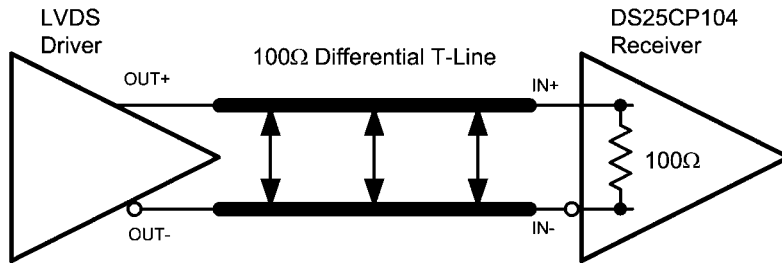 LVDS
Driver
DS25CP104
Receiver
100Ω Differential T-Line
OUT+
IN+
100Ω
OUT-
IN-